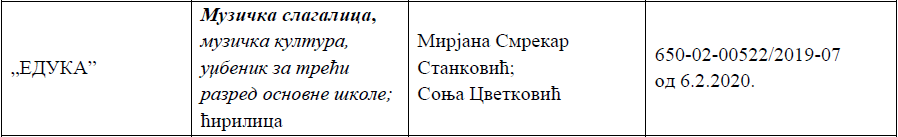 „ЕДУКА”
Музичка слагалица,
музичка култура,
уџбеник за трећи
разред основне школе;
ћирилица
Мирјана Смрекар
Станковић;
Соња Цветковић
650-02-00522/2019-07
од 6.2.2020.